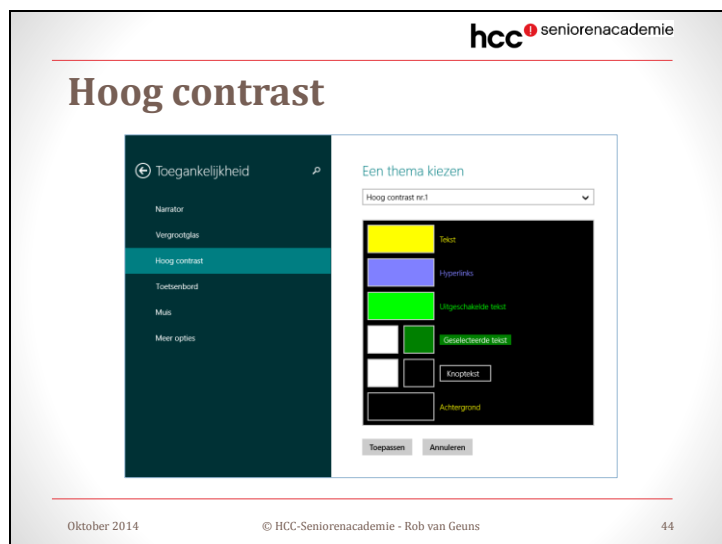 hcc! seniorenacademie
Hoog contrast
Toegankelijkheid
Narrator
Vergrootglas
Hoog contrast
Toetsenbord
Muis
Meer opties
Een thema kiezen
Hoog contrast nr.1
Tekst
Hyperlinks
Uitgeschakelde tekst
Geselecteerde tekst
Knoptekst
Achtergrond
Toepassen Annuleren
Oktober 2014 © HCC-Seniorenacademie - Rob van Geuns 44